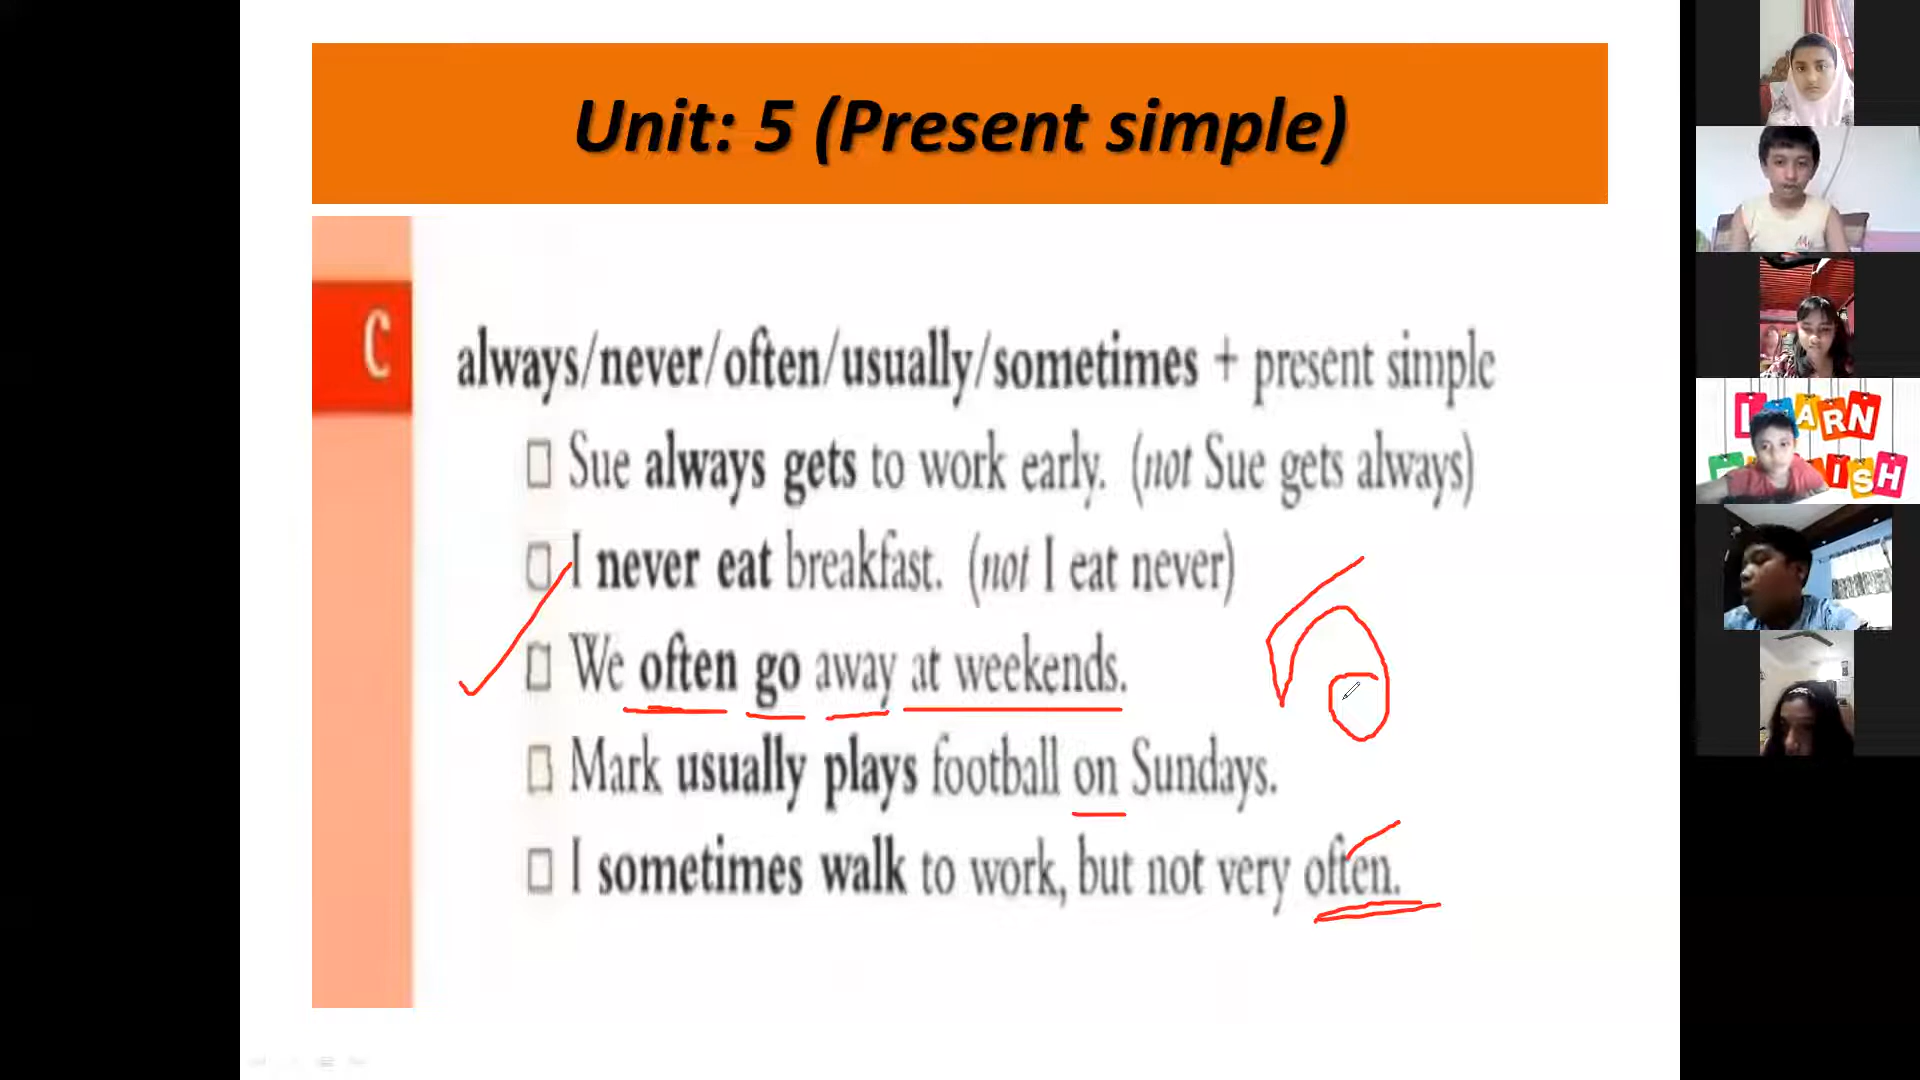 Unit: 5 (Present simple)
C
always/never/often/usually/sometimes + present simple
Sue always gets to work early. (not Sue gets always)
I never eat breakfast. (not I eat never)
We often go away at weekends.
Mark usually plays football on Sundays.
I sometimes walk to work, but not very often.